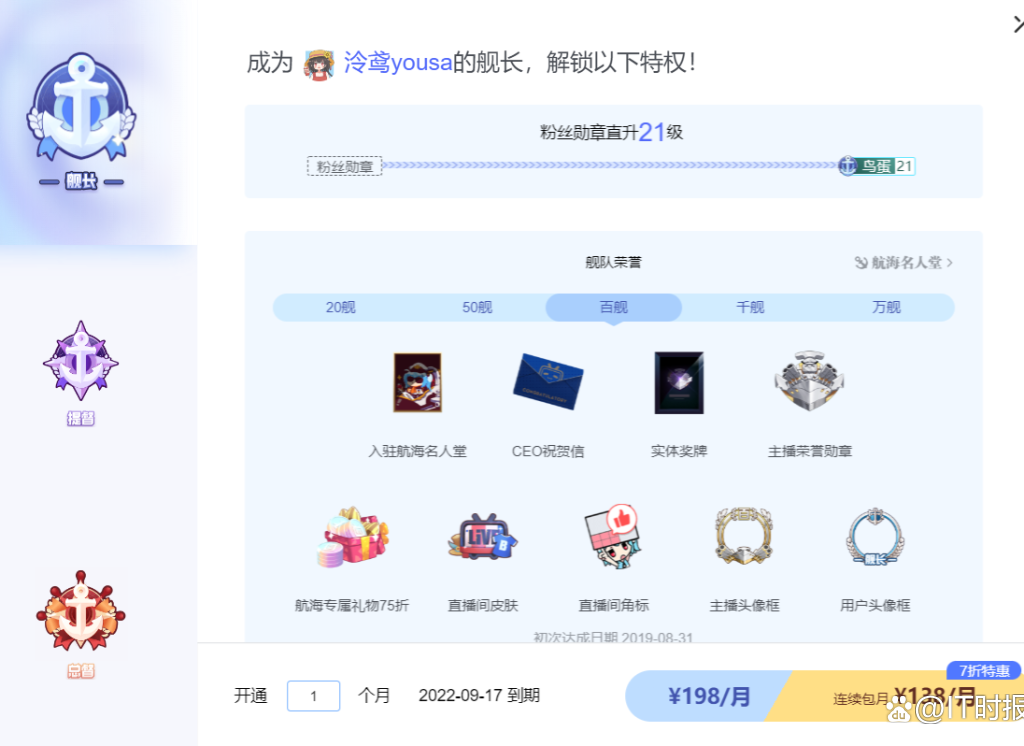 成为 泠鸢yousa的舰长，解锁以下特权！
粉丝勋章直升21级
粉丝勋章
鸟蛋 21
舰长
舰队荣誉
航海名人堂
20舰 50舰 百舰 千舰 万舰
入驻航海名人堂 CEO祝贺信 实体奖牌 主播荣誉勋章
提督
LIVE
舰长
航海专属礼物75折 直播间皮肤 直播间角标 主播头像框 用户头像框
初次达成日期 2019-08-31
总督
7折特惠
开通 1 个月 2022-09-17 到期
¥198/月
连续包月 ¥138/月
du @IT时报